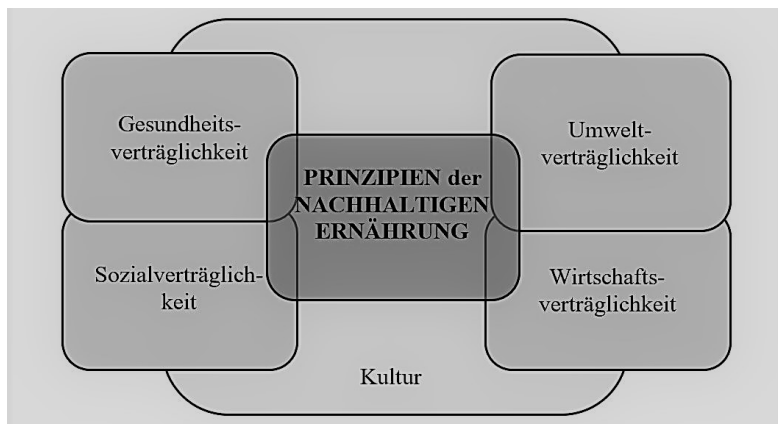 Gesundheits-
verträglichkeit
Umwelt-
verträglichkeit
PRINZIPIEN der
NACHHALTIGEN
ERNÄHRUNG
Sozialverträglich-
keit
Wirtschafts-
verträglichkeit
Kultur